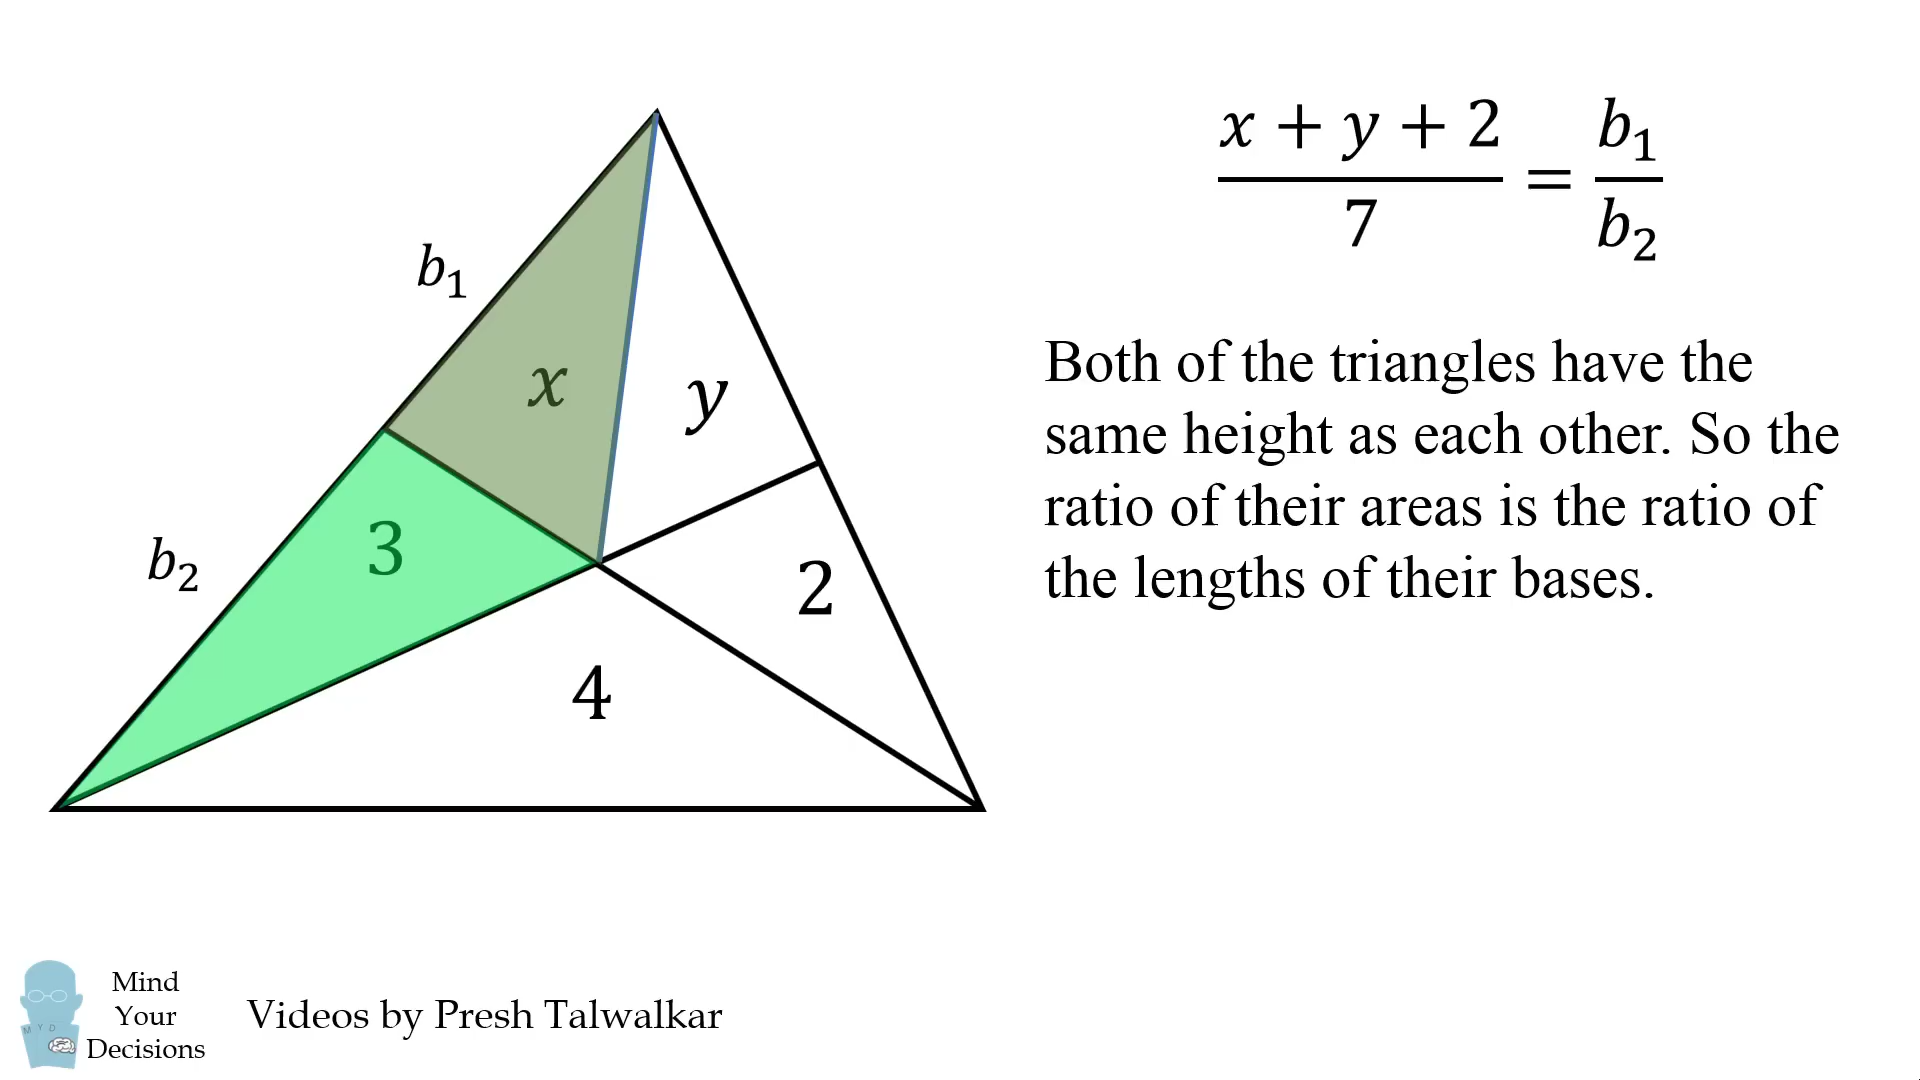 b₁
b₂
x
y
3
2
4
x + y + 2
7
=
b₁
b₂
Both of the triangles have the
same height as each other. So the
ratio of their areas is the ratio of
the lengths of their bases.
M Y D
Mind
Your
Decisions
Videos by Presh Talwalkar